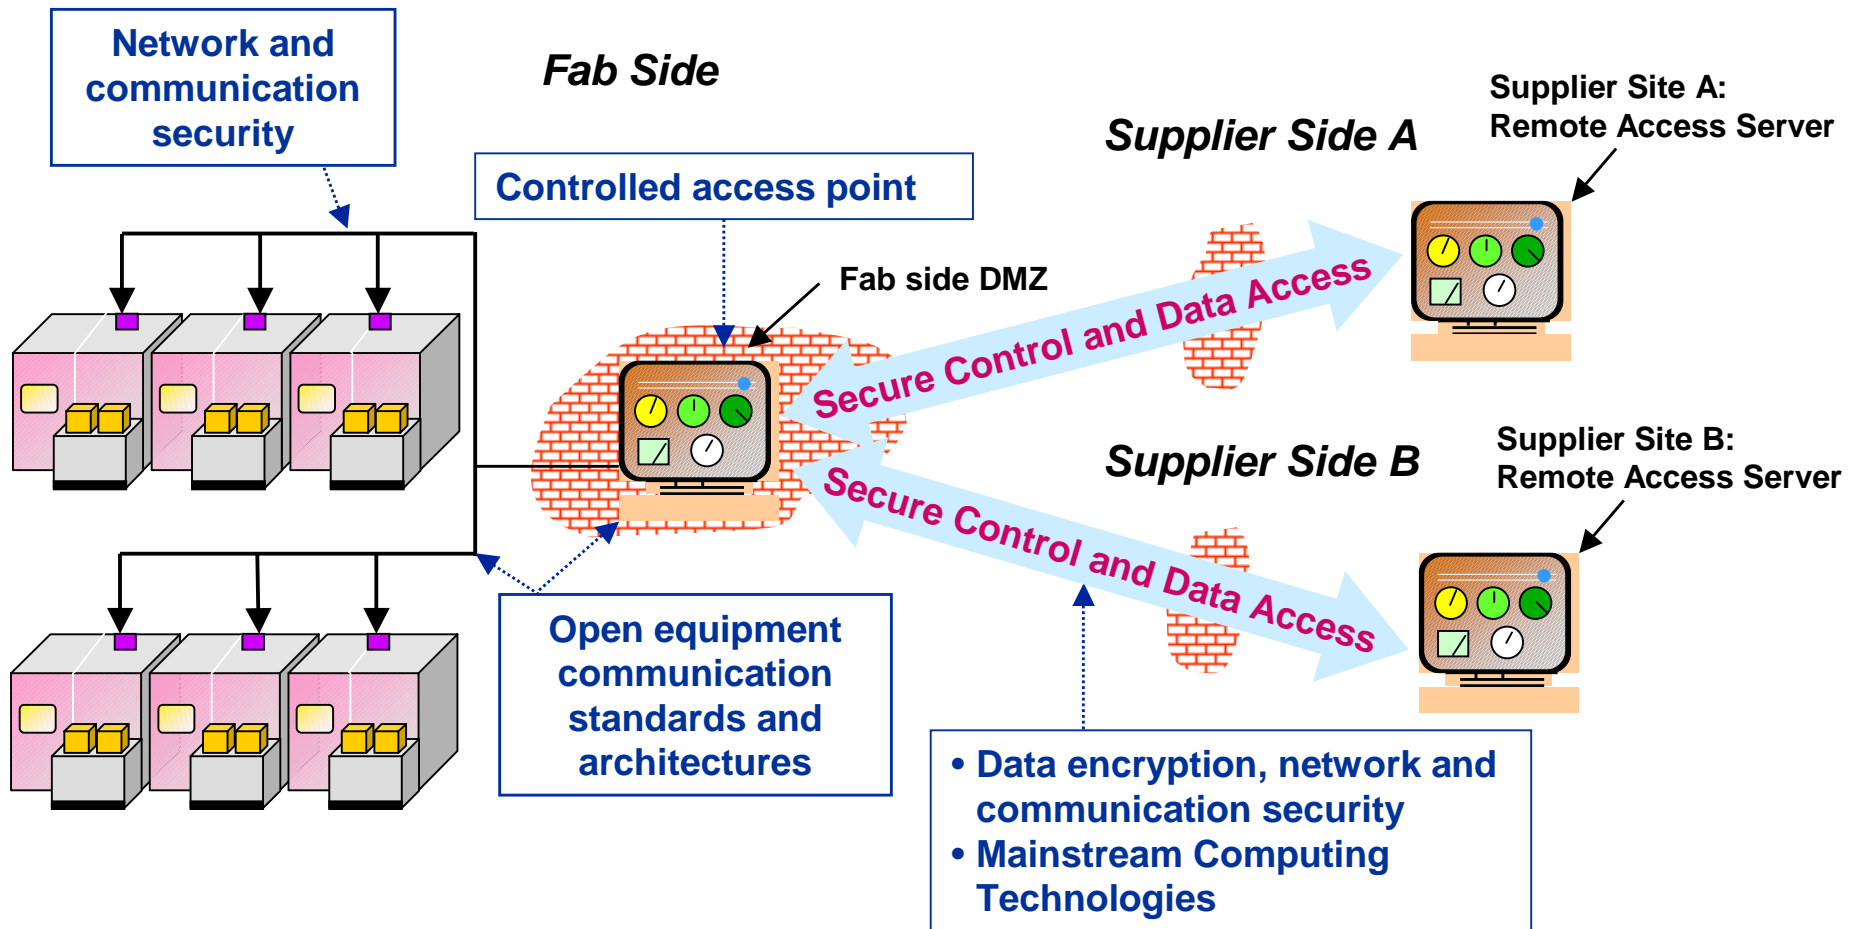 Network and
communication
security
Fab Side
Controlled access point
Fab side DMZ
Supplier Side A
Supplier Site A:
Remote Access Server
Secure Control and Data Access
Supplier Side B
Supplier Site B:
Remote Access Server
Secure Control and Data Access
Open equipment
communication
standards and
architectures
• Data encryption, network and
communication security
• Mainstream Computing
Technologies